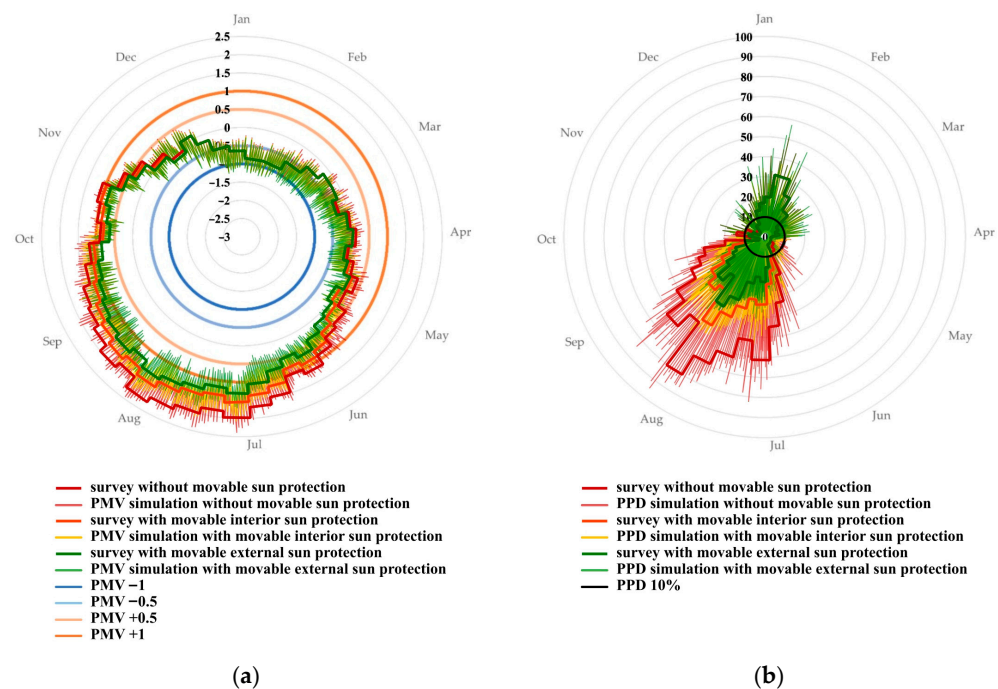 Jan
Feb
Mar
Apr
May
Jun
Jul
Aug
Sep
Oct
Nov
Dec
2.5
2
1.5
1
0.5
0
−1
−1.5
−2
−2.5
−3
survey without movable sun protection
PMV simulation without movable sun protection
survey with movable interior sun protection
PMV simulation with movable interior sun protection
survey with movable external sun protection
PMV simulation with movable external sun protection
PMV −1
PMV −0.5
PMV +0.5
PMV +1
(a)
Jan
Feb
Mar
Apr
May
Jun
Jul
Aug
Sep
Oct
Nov
Dec
100
90
80
70
60
50
40
30
20
10
0
survey without movable sun protection
PPD simulation without movable sun protection
survey with movable interior sun protection
PPD simulation with movable interior sun protection
survey with movable external sun protection
PPD simulation with movable external sun protection
PPD 10%
(b)